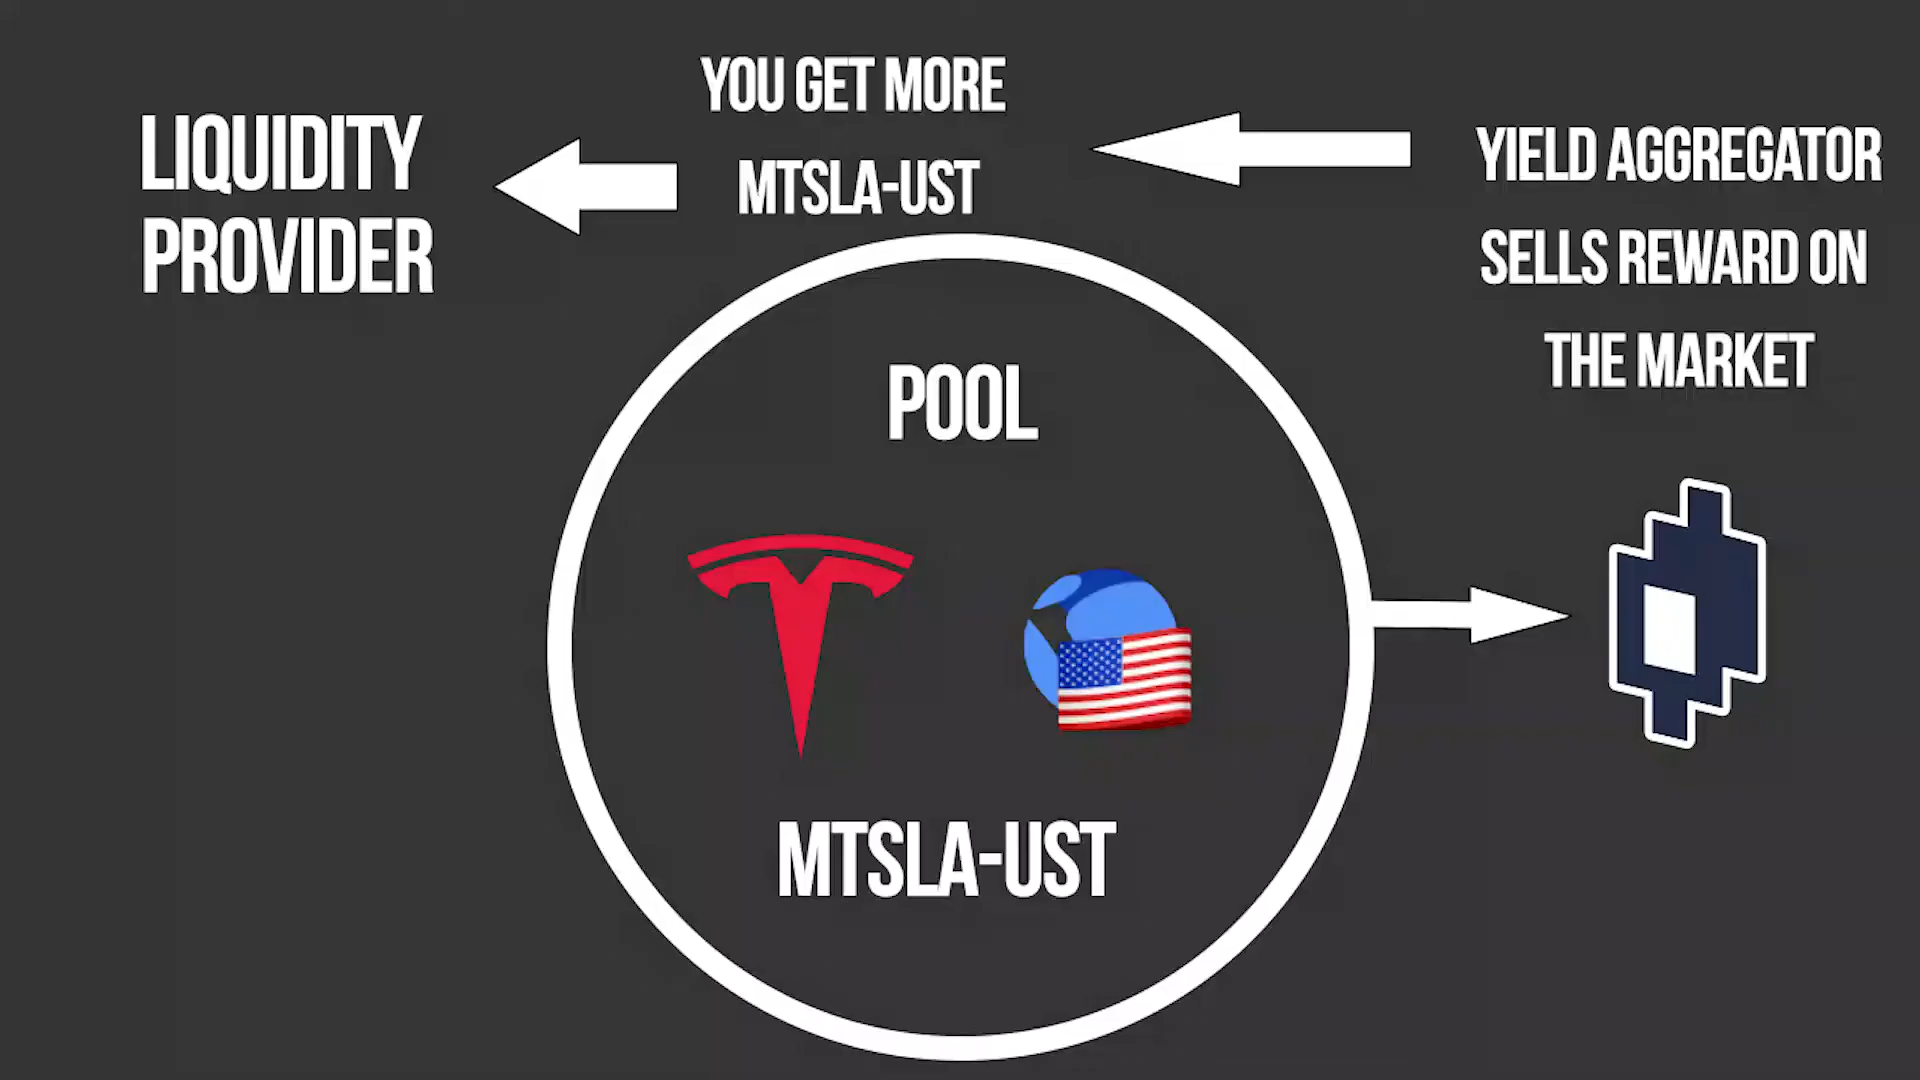 LIQUIDITY
PROVIDER
YOU GET MORE
MTSLA-UST
YIELD AGGREGATOR
SELLS REWARD ON
THE MARKET
POOL
MTSLA-UST